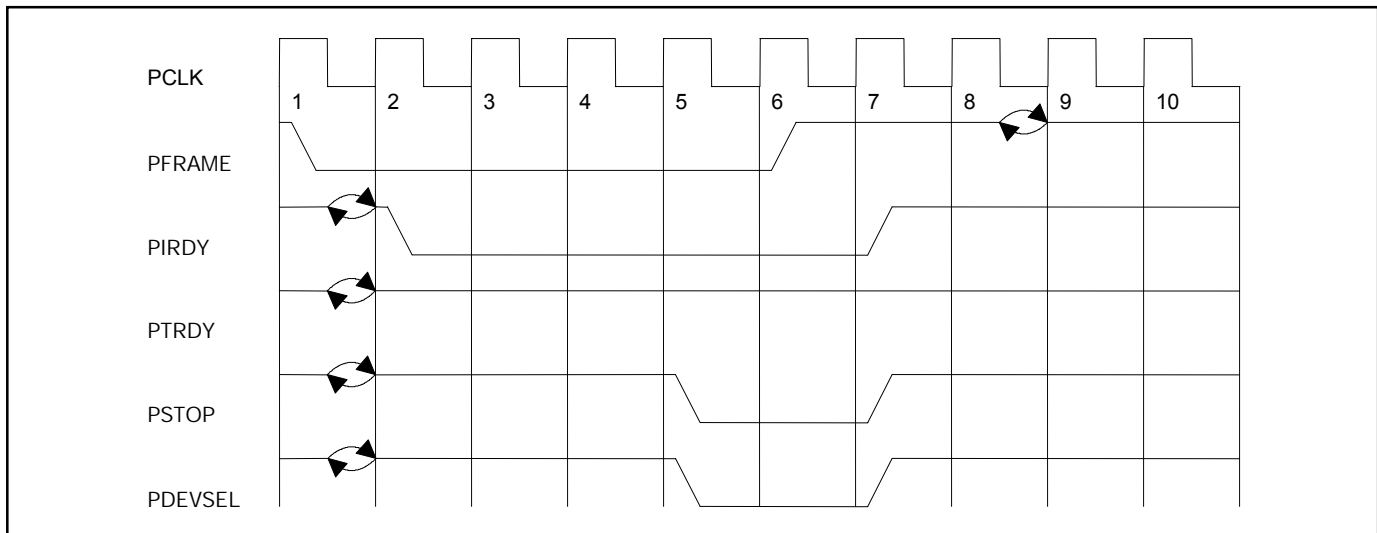 PCLK
1 2 3 4 5 6 7 8 9 10
PFRAME
PIRDY
PTRDY
PSTOP
PDEVSEL